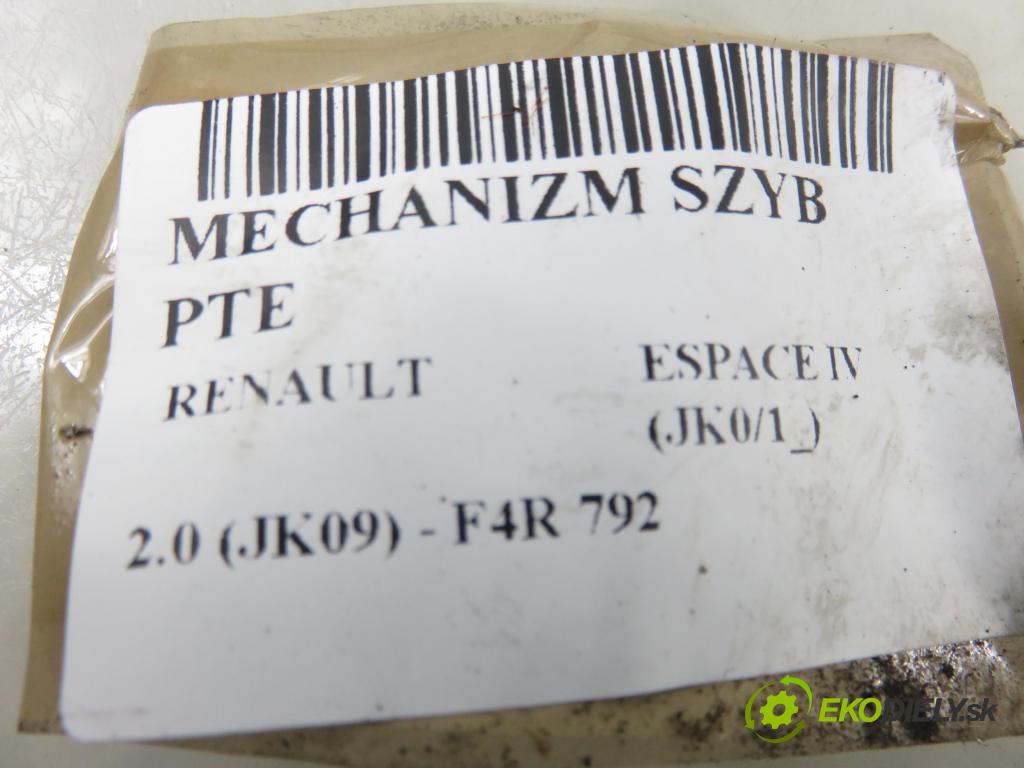 MECHANIZM SZYB
PTE
RENAULT ESPACE IV
(JK0/1_)
2.0 (JK09) - F4R 792
EKODIELY.sk